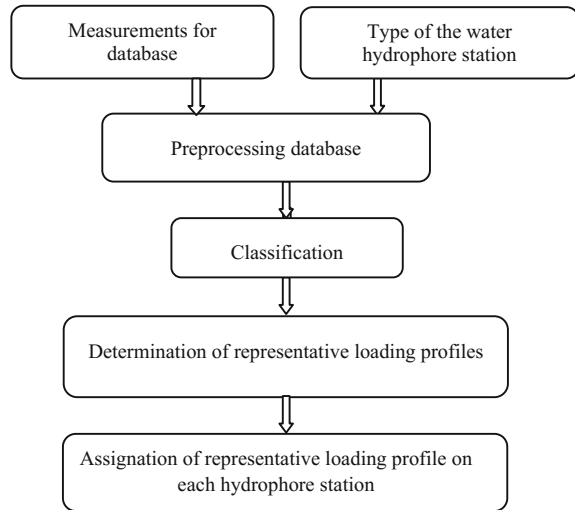 Measurements for
database
Type of the water
hydrophore station
Preprocessing database
Classification
Determination of representative loading profiles
Assignation of representative loading profile on
each hydrophore station